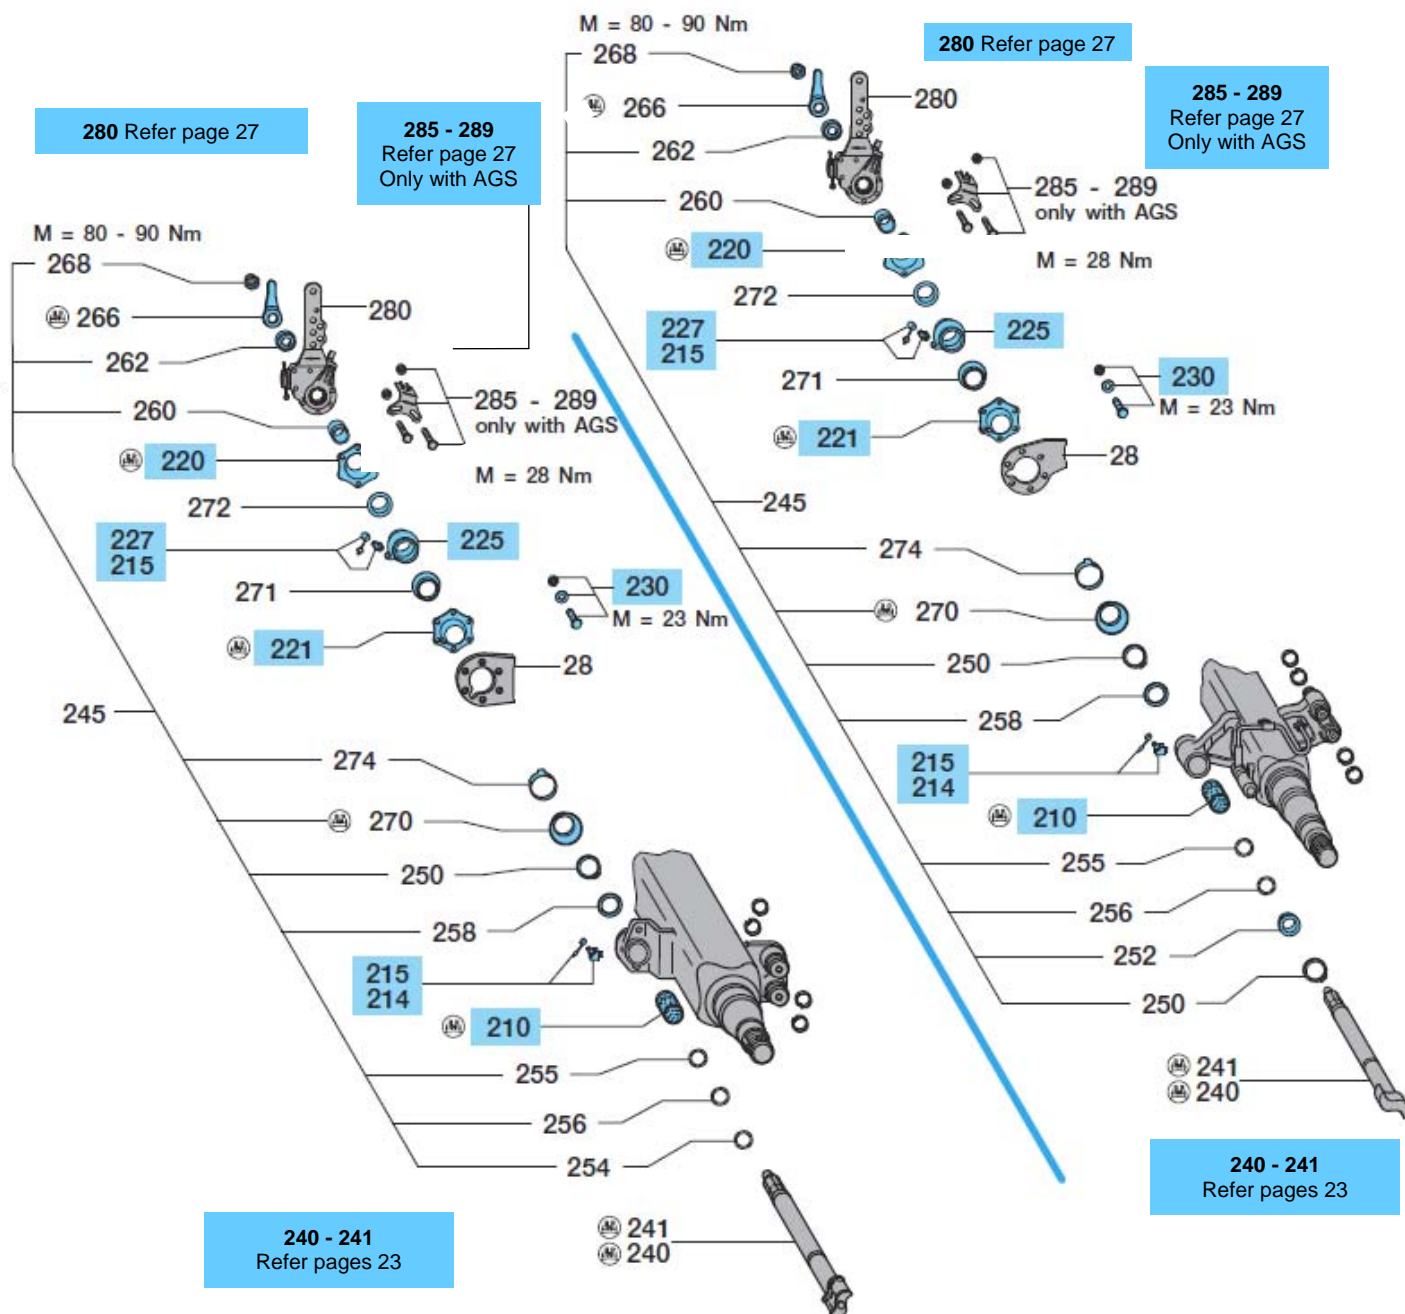 280 Refer page 27
285 - 289
Refer page 27
Only with AGS
M = 80 - 90 Nm
268
266
280
262
260
285 - 289
only with AGS
220
M = 28 Nm
272
227
215
225
271
230
M = 23 Nm
221
28
245
274
270
250
258
215
214
210
255
256
254
241
240
240 - 241
Refer pages 23
M = 80 - 90 Nm
280 Refer page 27
268
285 - 289
Refer page 27
Only with AGS
266
280
262
260
285 - 289
only with AGS
220
M = 28 Nm
272
227
215
225
271
230
M = 23 Nm
221
28
245
274
270
250
258
215
214
210
255
256
252
250
241
240
240 - 241
Refer pages 23